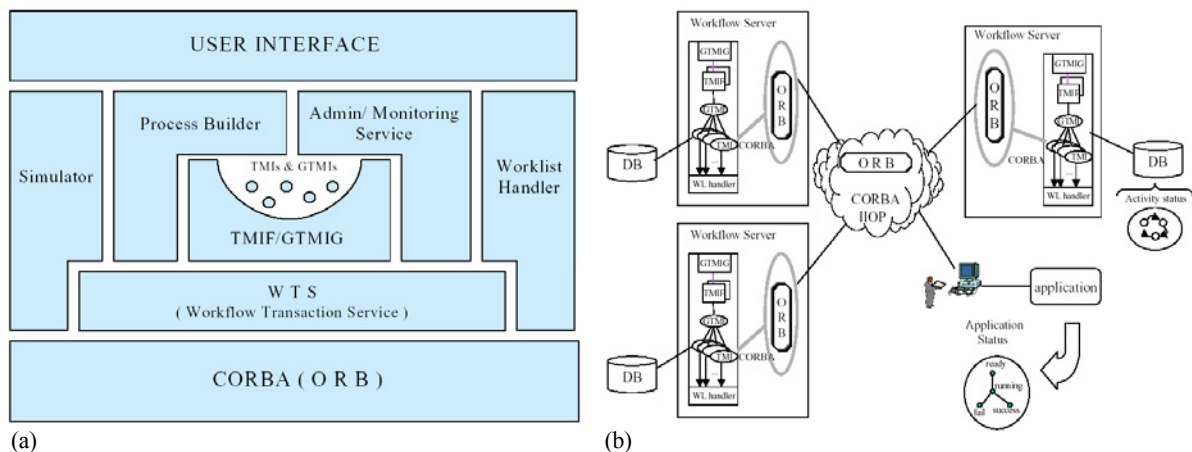 USER INTERFACE
Simulator
Process Builder
Admin/ Monitoring
Service
Worklist
Handler
TMIs & GTMIs
TMIF/GTMIG
W T S
( Workflow Transaction Service )
CORBA ( O R B )
(a)
Workflow Server
GTMIG
TMIF
GTMI
TMI
CORBA
...
WL handler
O
R
B
DB
Workflow Server
GTMIG
TMIF
GTMI
TMI
CORBA
...
WL handler
O
R
B
DB
Workflow Server
O
R
B
CORBA
GTMIG
TMIF
GTMI
TMI
...
WL handler
DB
Activity status
O R B
CORBA
IIOP
application
Application
Status
ready
running
fail
success
(b)